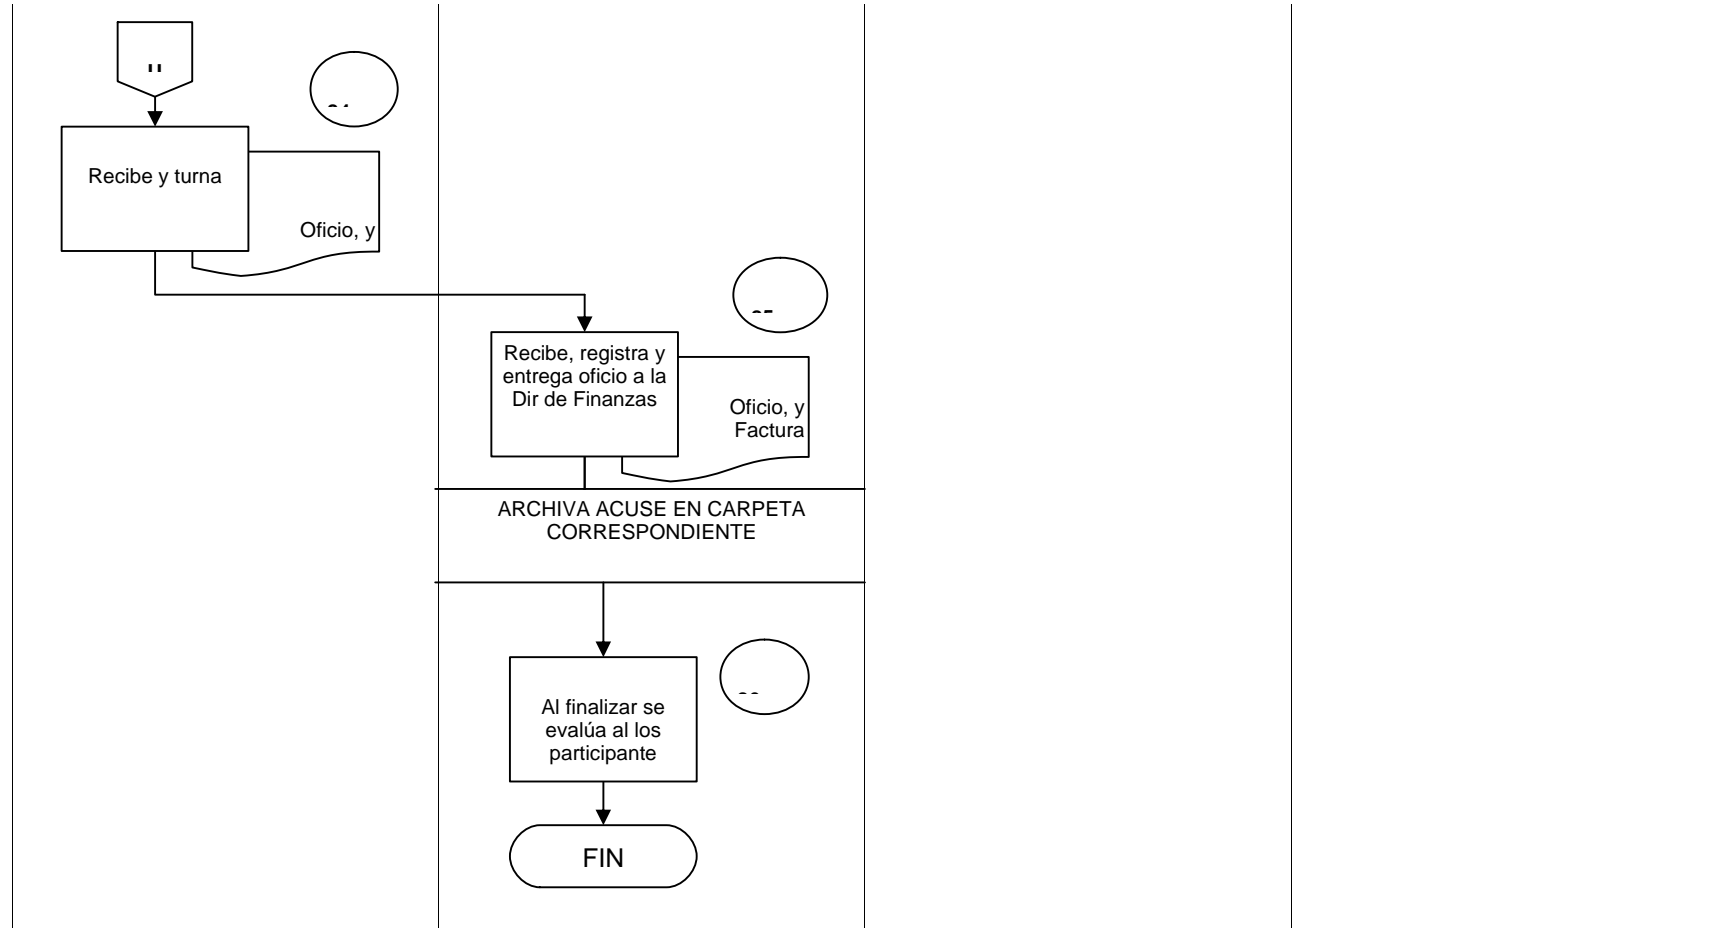 Recibe y turna
Oficio, y
Recibe, registra y
entrega oficio a la
Dir de Finanzas
Oficio, y
Factura
ARCHIVA ACUSE EN CARPETA
CORRESPONDIENTE
Al finalizar se
evalúa al los
participante
FIN